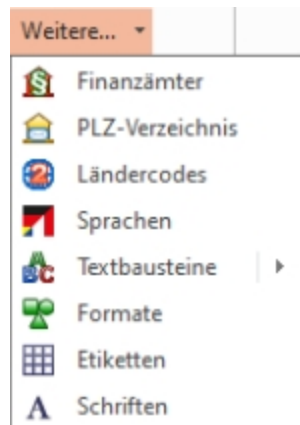 Weitere...
Finanzämter
PLZ-Verzeichnis
Ländercodes
Sprachen
Textbausteine
Formate
Etiketten
Schriften